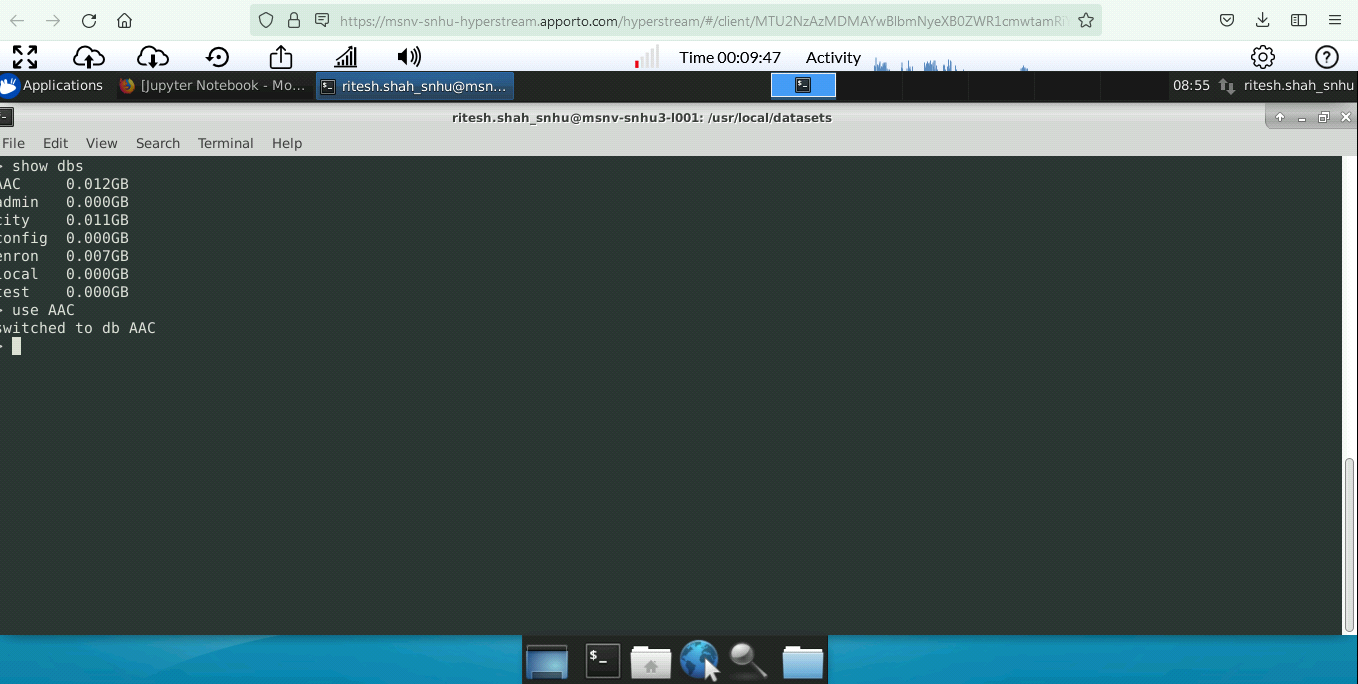 https://msnv-snhu-hyperstream.apporto.com/hyperstream/#/client/
Time 00:09:47 Activity
Applications [Jupyter Notebook - Mo... ritesh.shah_snhu@msn... 08:55 ritesh.shah_snhu
ritesh.shah_snhu@msnv-snhu3-l001: /usr/local/datasets
File Edit View Search Terminal Help
> show dbs
AAC 0.012GB
admin 0.000GB
city 0.011GB
config 0.000GB
enron 0.007GB
local 0.000GB
test 0.000GB
> use AAC
switched to db AAC
>
$_